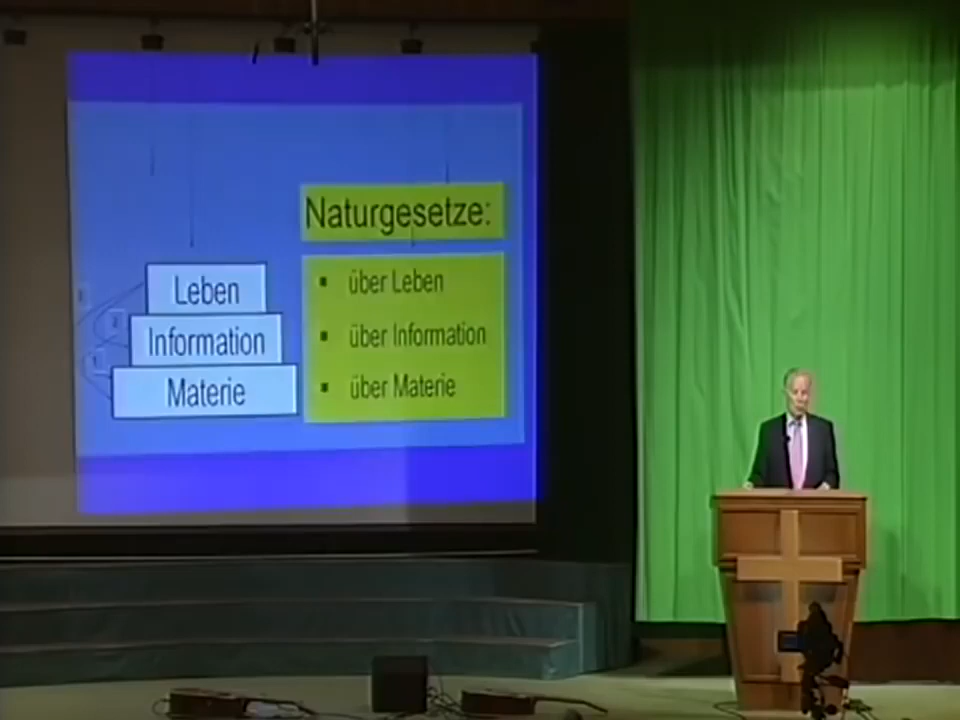 Naturgesetze:
Leben
Information
Materie
▪ über Leben
▪ über Information
▪ über Materie